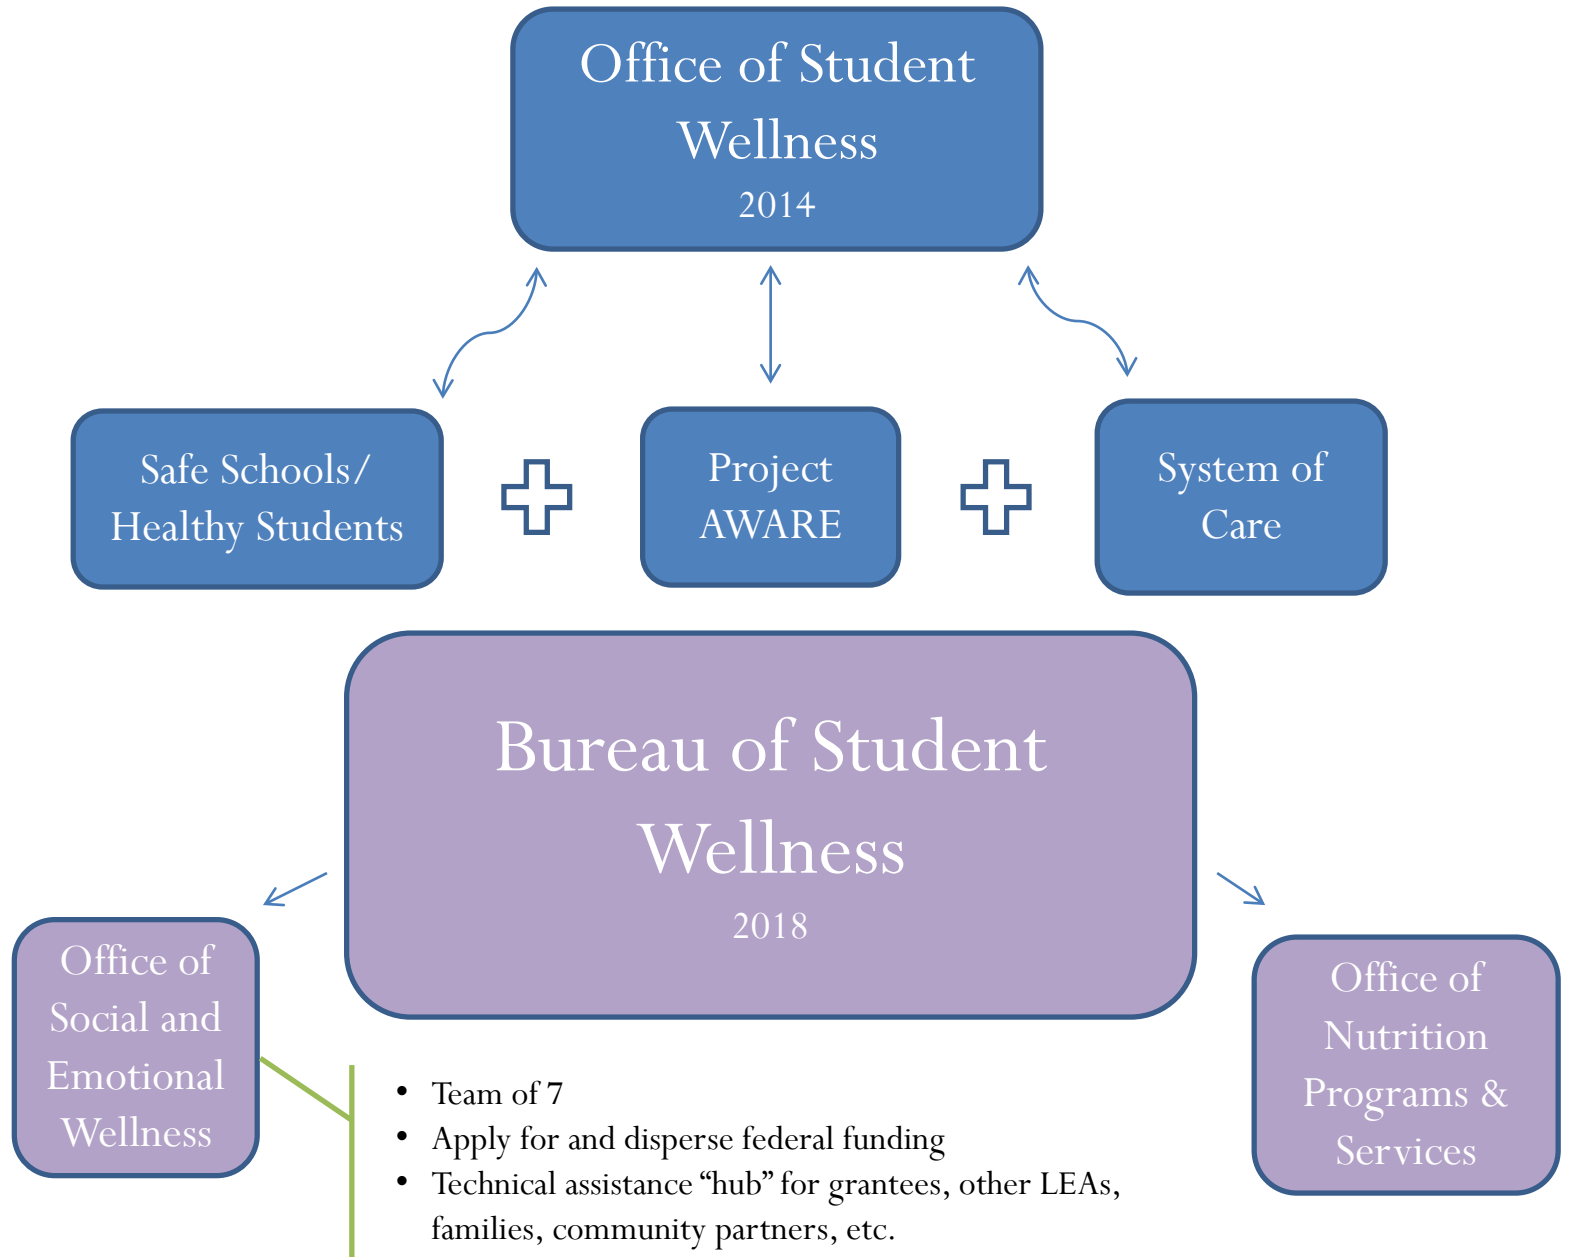 Office of Student
Wellness
2014
Safe Schools/
Healthy Students
Project
AWARE
System of
Care
Bureau of Student
Wellness
2018
Office of
Social and
Emotional
Wellness
Office of
Nutrition
Programs &
Services
• Team of 7
• Apply for and disperse federal funding
• Technical assistance “hub” for grantees, other LEAs,
families, community partners, etc.